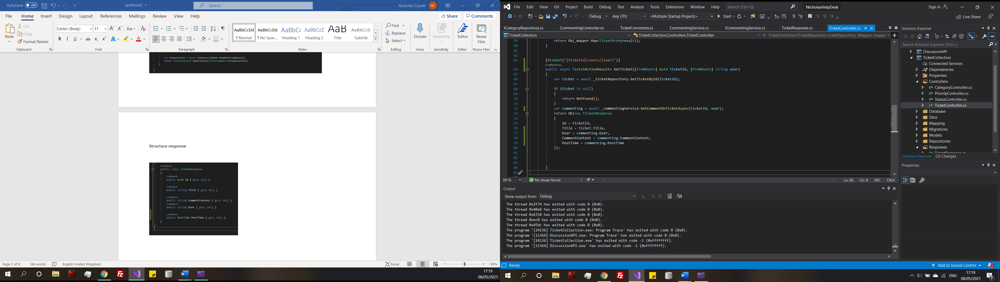 AutoSave Off synthesis2 Search Nicholas Coyles NC
File Home Insert Design Layout References Mailings Review View Help Share Comments
Paste Cut Copy Format Painter Clipboard
Calibri (Body) 11 Aa
B I U ab x₂ x² A A
Font
Paragraph
AaBbCcDd AaBbCcDd AaBbCc AaBbCcD AaB AaBbCcD
¶ Normal ¶ No Spac... Heading 1 Heading 2 Title Subtitle
Styles
Find Replace Select Editing
Dictate Voice
Sensitivity Sensitivity
Editor Editor
Reuse Files Reuse Files
var responseText = await response.Content.ReadAsStringAsync();
return JsonSerializer.Deserialize<TicketComments>(responseText);
}
}
Structure response
0 references
public class TicketResponse
{
1 reference
public Guid Id { get; set; }
1 reference
public string Title { get; set; }
1 reference
public string CommentContent { get; set; }
1 reference
public string User { get; set; }
1 reference
public DateTime PostTime { get; set; }
}
}
Page 5 of 8 284 words English (United Kingdom) Focus 100%
17:19
08/05/2021
File Edit View Git Project Build Debug Test Analyze Tools Extensions Window Help Search (Ctrl+Q) NicholasHelpDesk Sign in
Debug Any CPU <Multiple Startup Projects> Start Live Share
ICategoryRepository.cs CommentingController.cs TicketComments.cs CommentingService.cs ICommentingService.cs TicketResponse.cs TicketController.cs
TicketCollection TicketCollection.Controllers.TicketController TicketController(ITicketRepository ticketRepository, IMapper mappe
59 return Ok(_mapper.Map<TicketDto>(result));
60 }
61
62
63 [HttpGet("{ticketId}/users/{user}")]
0 references
64 public async Task<IActionResult> GetTicket([FromRoute] Guid ticketId, [FromRoute] string user)
65 {
66 var ticket = await _ticketRepository.GetTicketById(ticketId);
67
68 if (ticket is null)
69 {
70 return NotFound();
71 }
72 var commenting = await _commentingService.GetCommentOnTicketAsync(ticketId, user);
73 return Ok(new TicketResponse
74 {
75 Id = ticketId,
76 Title = ticket.Title,
77 User = commenting.User,
78 CommentContent = commenting.CommentContent,
79 PostTime = commenting.PostTime
80 });
81
82
83
84 }
85
89 % No issues found Ln: 85 Ch: 9 SPC CRLF
Output
Show output from: Debug
The thread 0x2f74 has exited with code 0 (0x0).
The thread 0x40a8 has exited with code 0 (0x0).
The thread 0x6318 has exited with code 0 (0x0).
The thread 0xec0 has exited with code 0 (0x0).
The thread 0x45dc has exited with code 0 (0x0).
The program '[24136] TicketCollection.exe: Program Trace' has exited with code 0 (0x0).
The program '[11364] DiscussionAPI.exe: Program Trace' has exited with code 0 (0x0).
The program '[24136] TicketCollection.exe' has exited with code -1 (0xffffffff).
The program '[11364] DiscussionAPI.exe' has exited with code -1 (0xffffffff).
Solution Explorer
Search Solution Explorer (Ctrl+;)
DiscussionAPI
TicketCollection
Connected Services
Dependencies
Properties
Controllers
C# CategoryController.cs
C# PriorityController.cs
C# StatusController.cs
C# TicketController.cs
Database
Dtos
Mapping
Migrations
Models
Repositories
Responses
TicketResponse.cs
Solution Explorer Git Changes
Properties
Ready Add to Source Control 2
ENG 17:19
08/05/2021 7